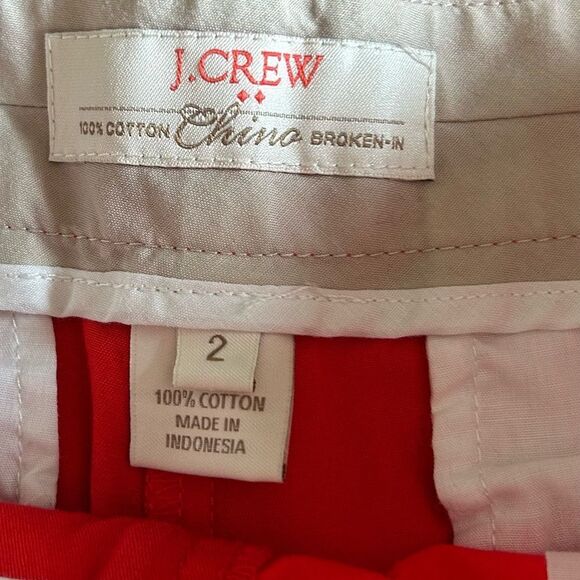 J.CREW
100% COTTON Chino BROKEN-IN
2
100% COTTON
MADE IN
INDONESIA